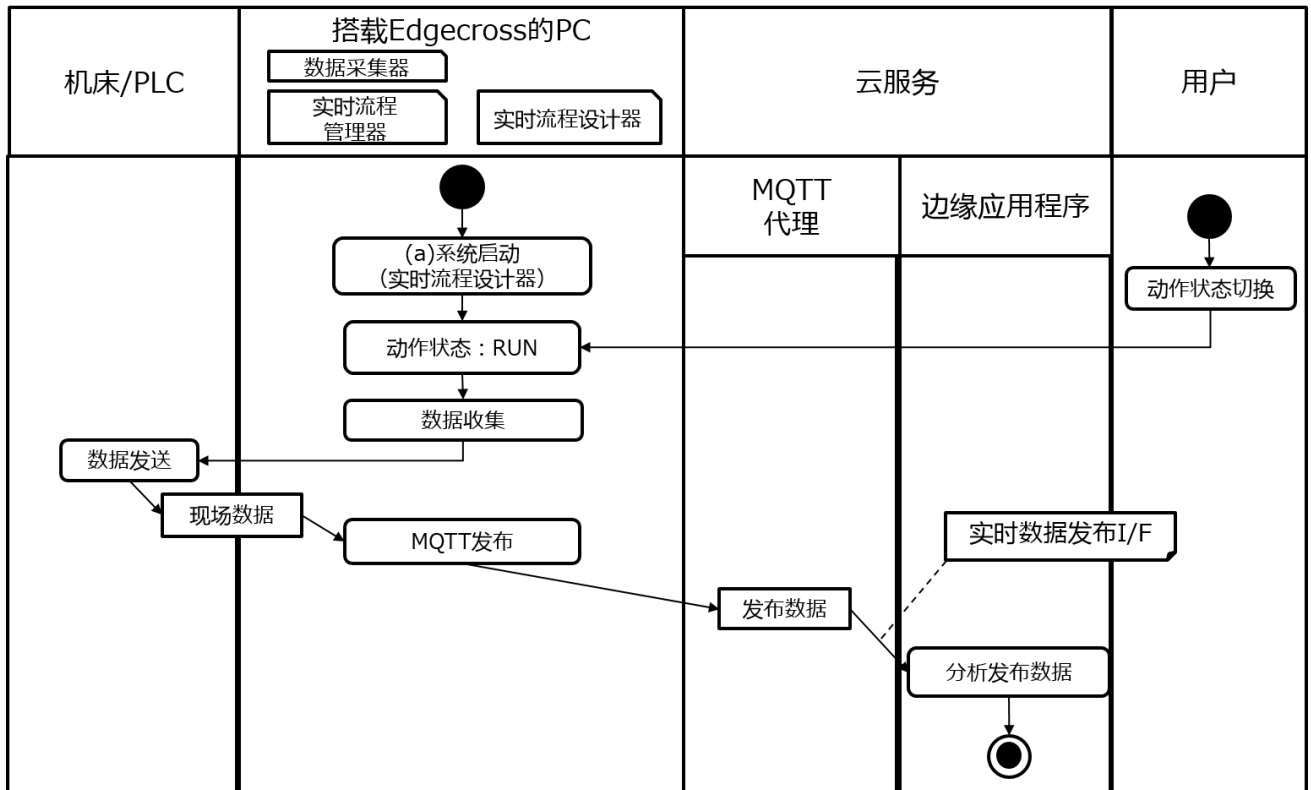 机床/PLC
搭载Edgecross的PC
数据采集器
实时流程
管理器
实时流程设计器
云服务
用户
MQTT
代理
边缘应用程序
(a)系统启动
（实时流程设计器）
动作状态切换
动作状态：RUN
数据收集
数据发送
现场数据
MQTT发布
实时数据发布I/F
发布数据
分析发布数据